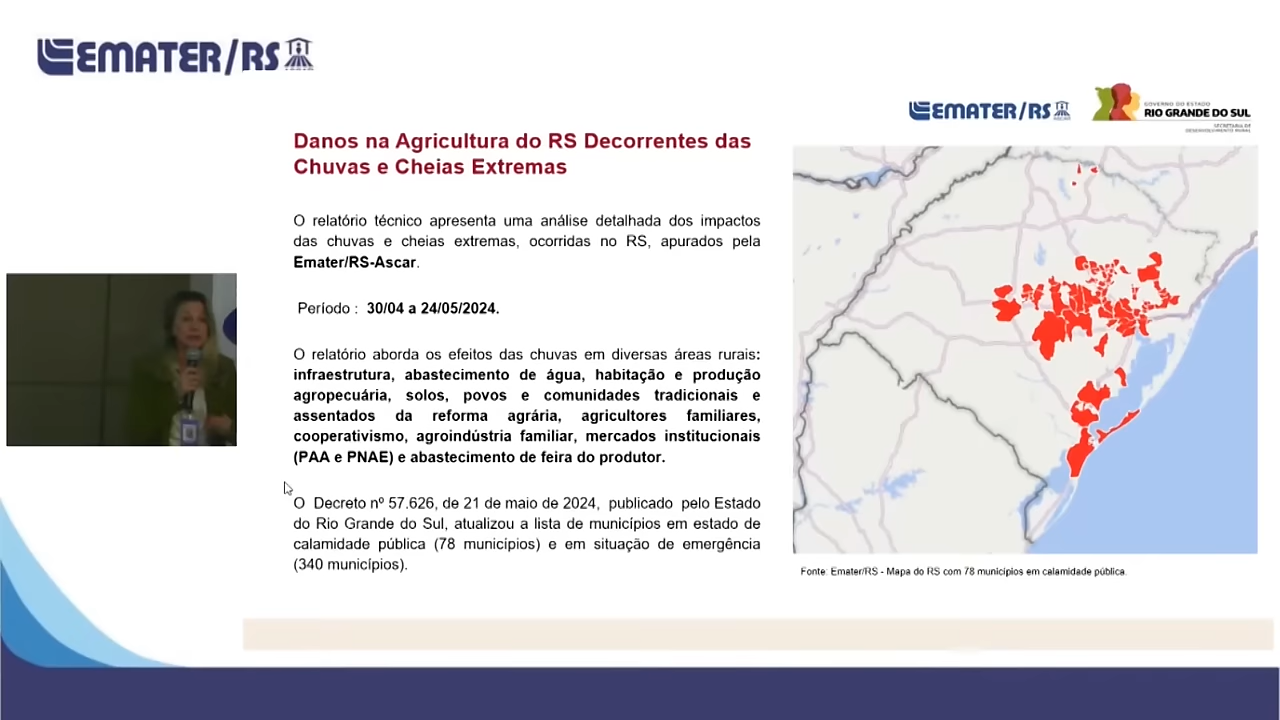 EMATER/RS
EMATER/RS
ASCAR
GOVERNO DO ESTADO
RIO GRANDE DO SUL
SECRETARIA DE
DESENVOLVIMENTO RURAL
Danos na Agricultura do RS Decorrentes das
Chuvas e Cheias Extremas
O relatório técnico apresenta uma análise detalhada dos impactos
das chuvas e cheias extremas, ocorridas no RS, apurados pela
Emater/RS-Ascar.
Período : 30/04 a 24/05/2024.
O relatório aborda os efeitos das chuvas em diversas áreas rurais:
infraestrutura, abastecimento de água, habitação e produção
agropecuária, solos, povos e comunidades tradicionais e
assentados da reforma agrária, agricultores familiares,
cooperativismo, agroindústria familiar, mercados institucionais
(PAA e PNAE) e abastecimento de feira do produtor.
O Decreto nº 57.626, de 21 de maio de 2024, publicado pelo Estado
do Rio Grande do Sul, atualizou a lista de municípios em estado de
calamidade pública (78 municípios) e em situação de emergência
(340 municípios).
Fonte: Emater/RS - Mapa do RS com 78 municípios em calamidade pública.